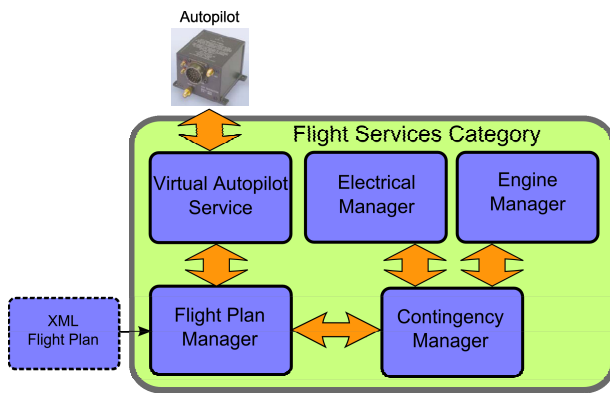 Autopilot
Flight Services Category
Virtual Autopilot
Service
Electrical
Manager
Engine
Manager
XML
Flight Plan
Flight Plan
Manager
Contingency
Manager